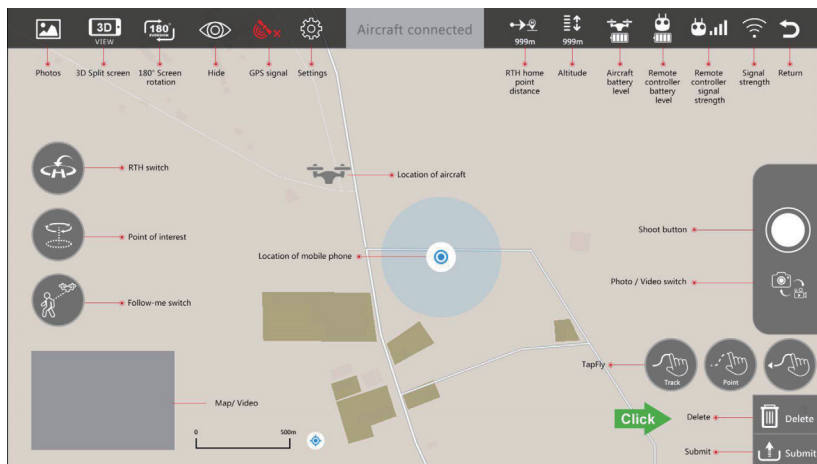 3D
VIEW
180°
Aircraft connected
999m
999m
Photos
3D Split screen
180° Screen
rotation
Hide
GPS signal
Settings
RTH home
point
distance
Altitude
Aircraft
battery
level
Remote
controller
battery
level
Remote
controller
signal
strength
Signal
strength
Return
H
RTH switch
Location of aircraft
Point of interest
Shoot button
Location of mobile phone
Photo / Video switch
Follow-me switch
TapFly
Track
Point
Map/ Video
0
500m
Click
Delete
Delete
Submit
Submit